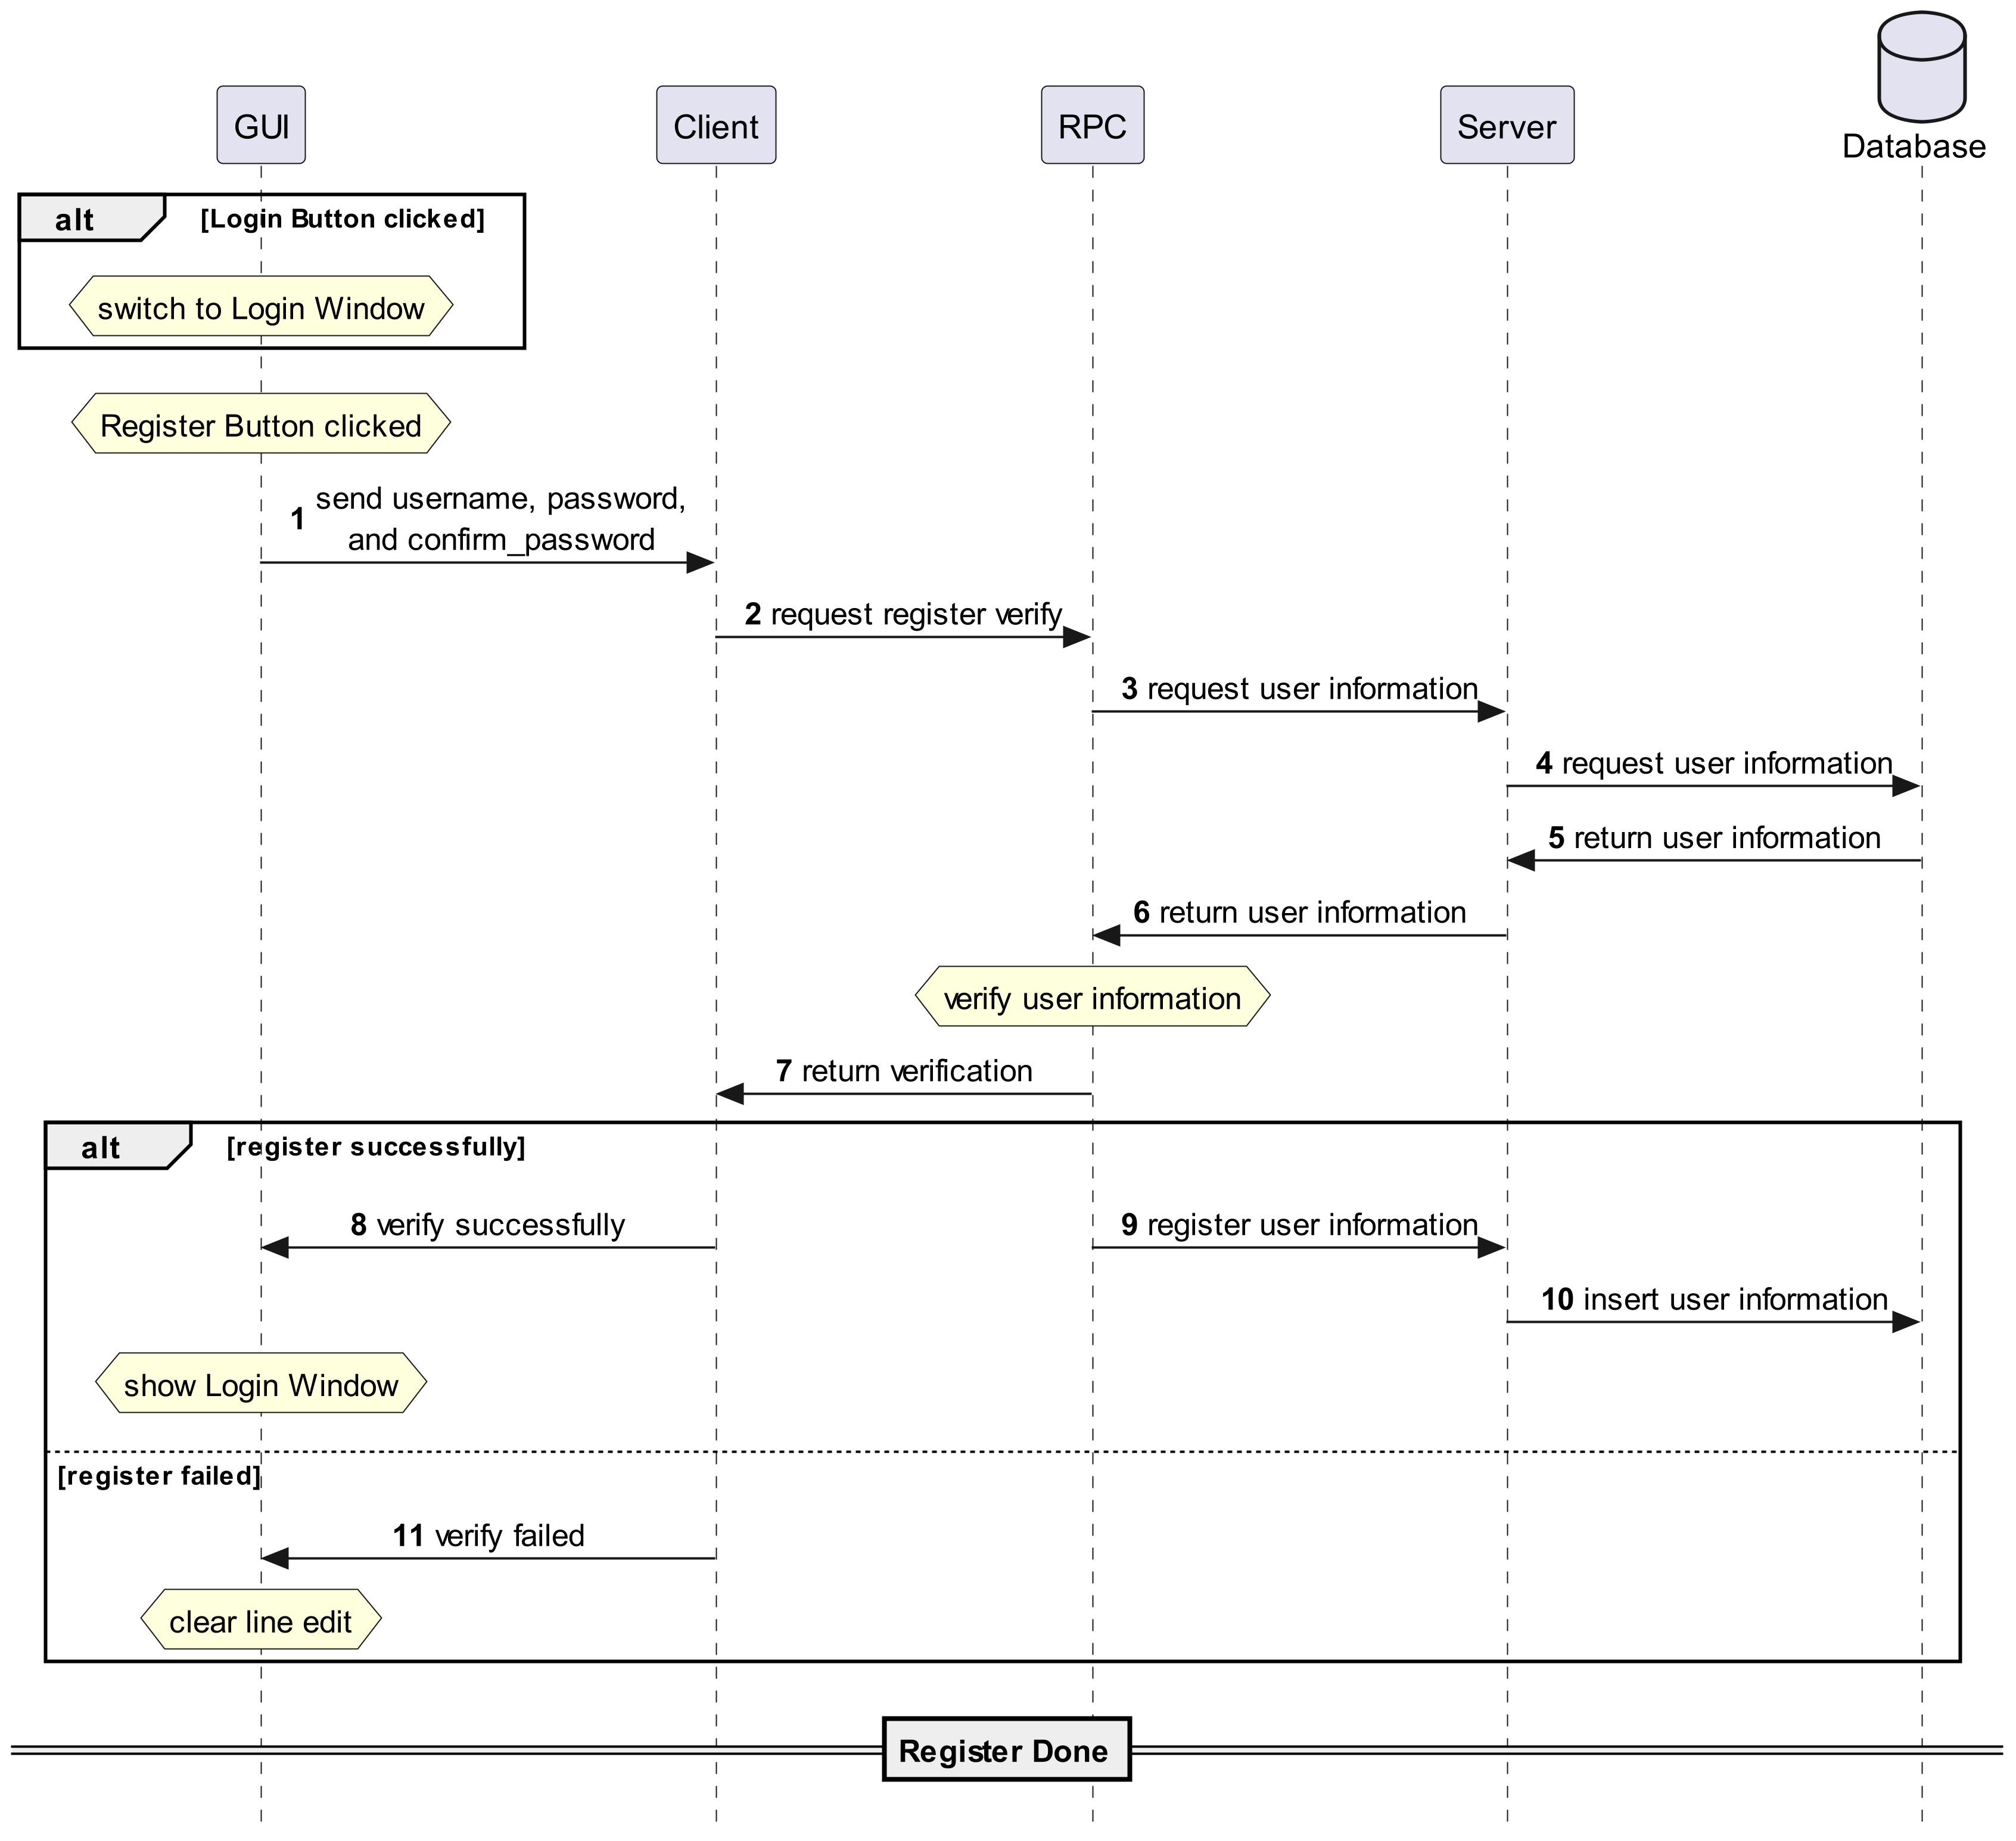 GUI
Client
RPC
Server
Database
alt
[Login Button clicked]
switch to Login Window
Register Button clicked
1 send username, password,
and confirm_password
2 request register verify
3 request user information
4 request user information
5 return user information
6 return user information
verify user information
7 return verification
alt
[register successfully]
8 verify successfully
9 register user information
10 insert user information
show Login Window
[register failed]
11 verify failed
clear line edit
Register Done